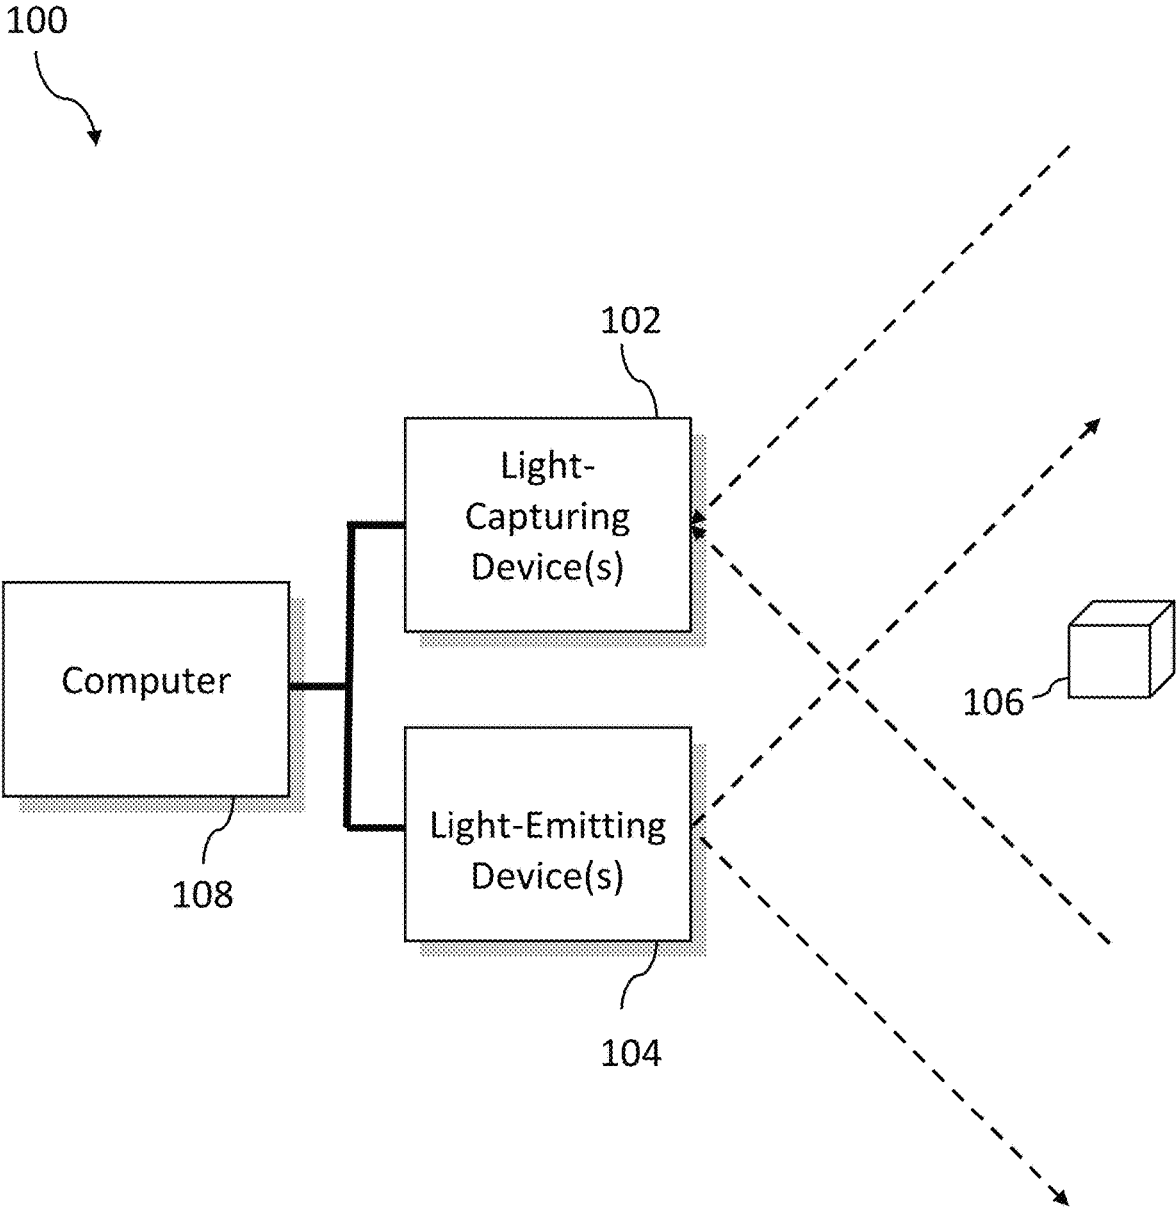 100
102
Light-
Capturing
Device(s)
Computer
106
Light-Emitting
Device(s)
108
104